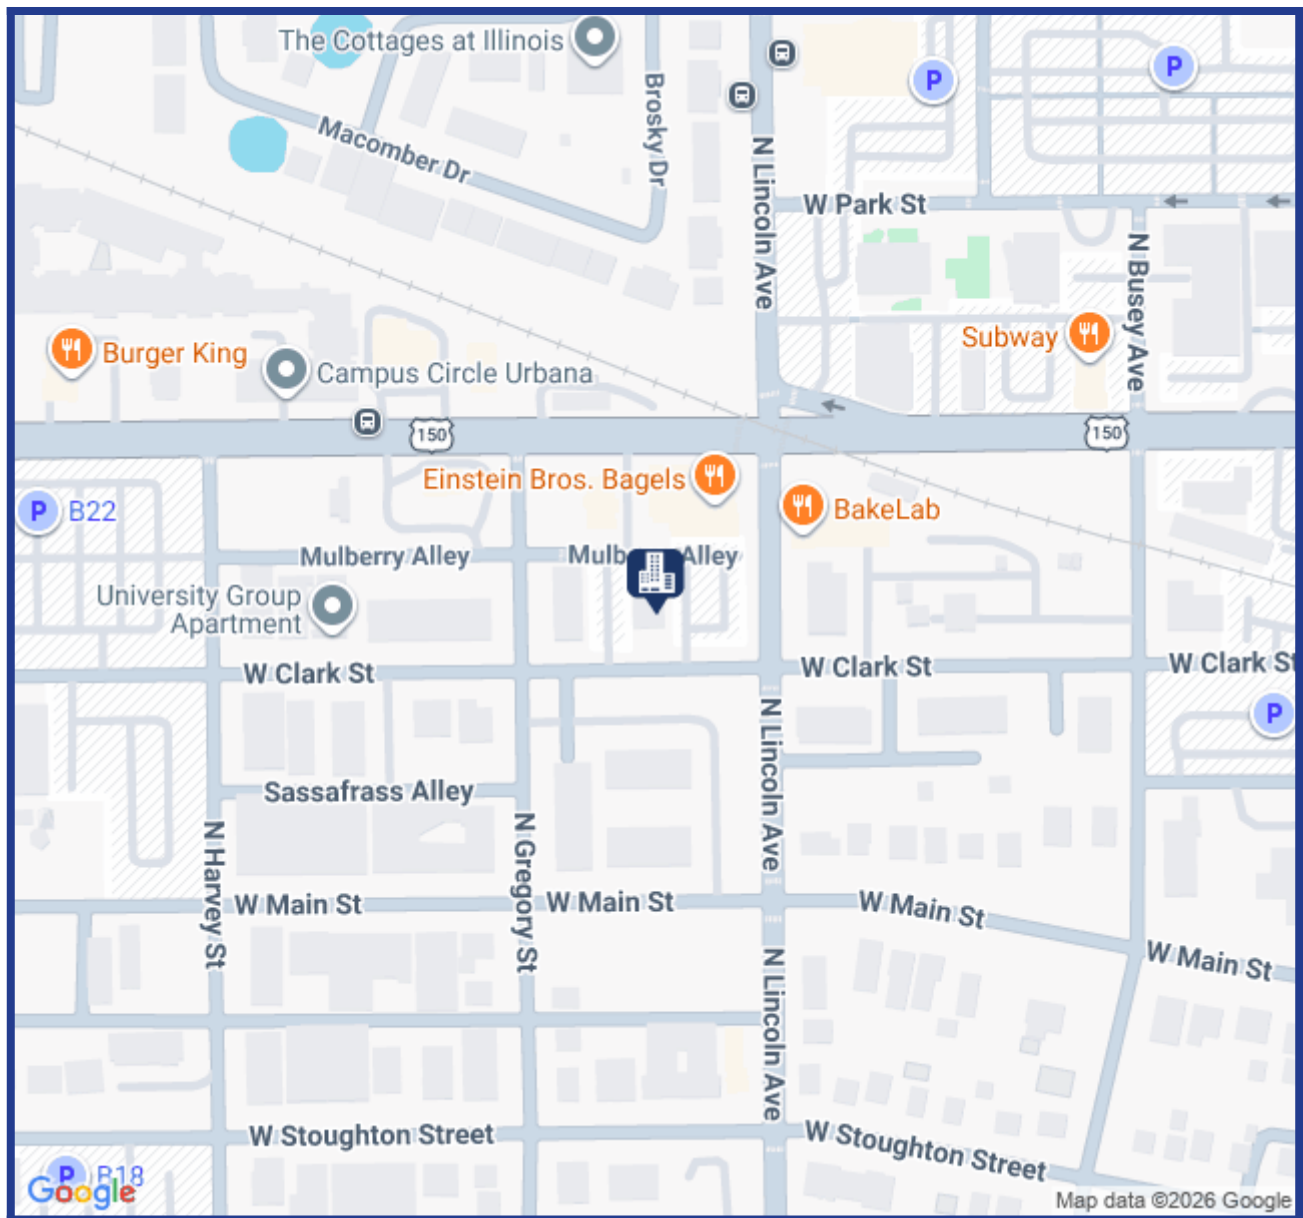 The Cottages at Illinois
P
P
Macomber Dr
Brosky Dr
N Lincoln Ave
W Park St
N Busey Ave
Subway
Burger King
Campus Circle Urbana
150
150
Einstein Bros. Bagels
BakeLab
P B22
Mulberry Alley
Alley
University Group
Apartment
W Clark St
W Clark St
W Clark St
N Lincoln Ave
P
Sassafrass Alley
N Harvey St
N Gregory St
W Main St
W Main St
W Main St
W Main St
N Lincoln Ave
W Stoughton Street
W Stoughton Street
P B18
Google
Map data ©2026 Google